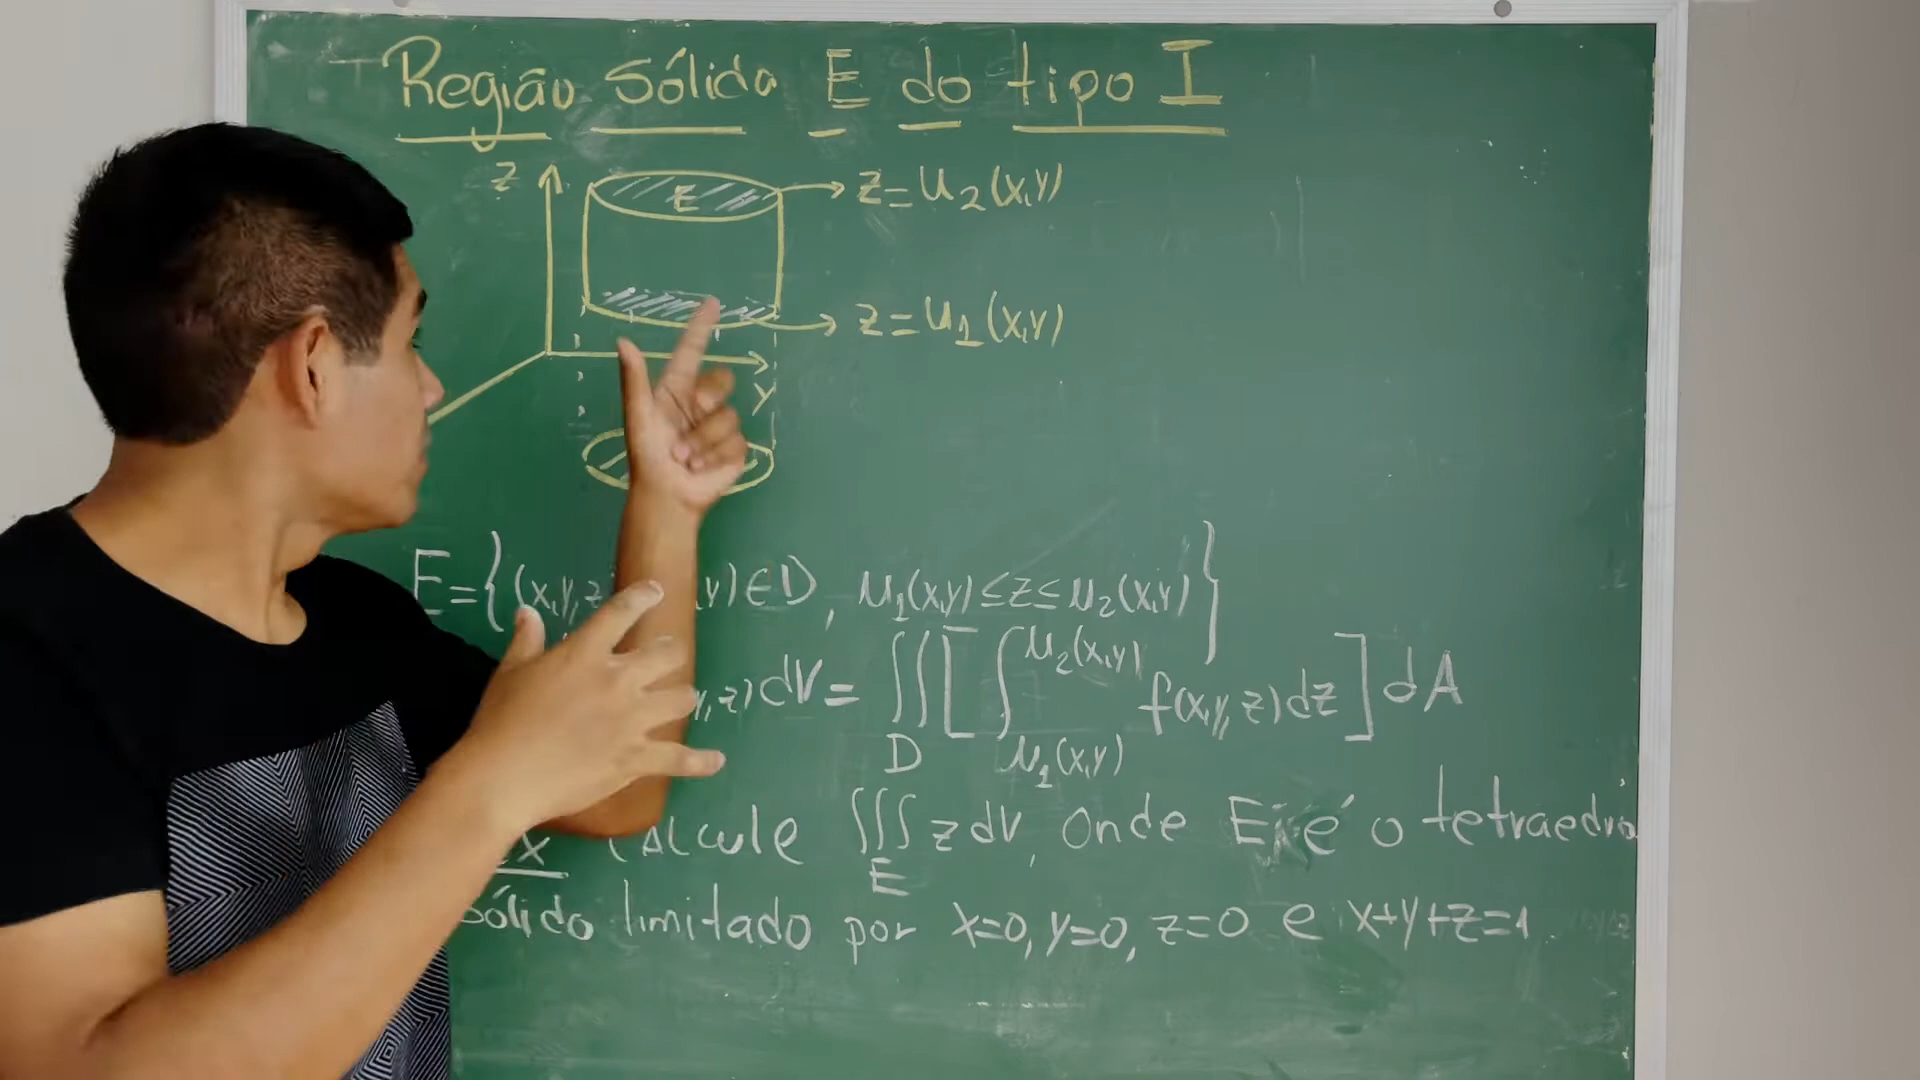 Região Sólida E do tipo I
Z
E
z=u2(x,y)
z=u1(x,y)
y
E={(x,y,z ,y)∈D, u1(x,y)≤z≤u2(x,y)}
y,z)dV= ∬D [∫u1(x,y)^u2(x,y) f(x,y,z)dz] dA
Ex Calcule ∭E z dV, Onde E é o tetraedro
Sólido limitado por x=0, y=0, z=0 e x+y+z=1